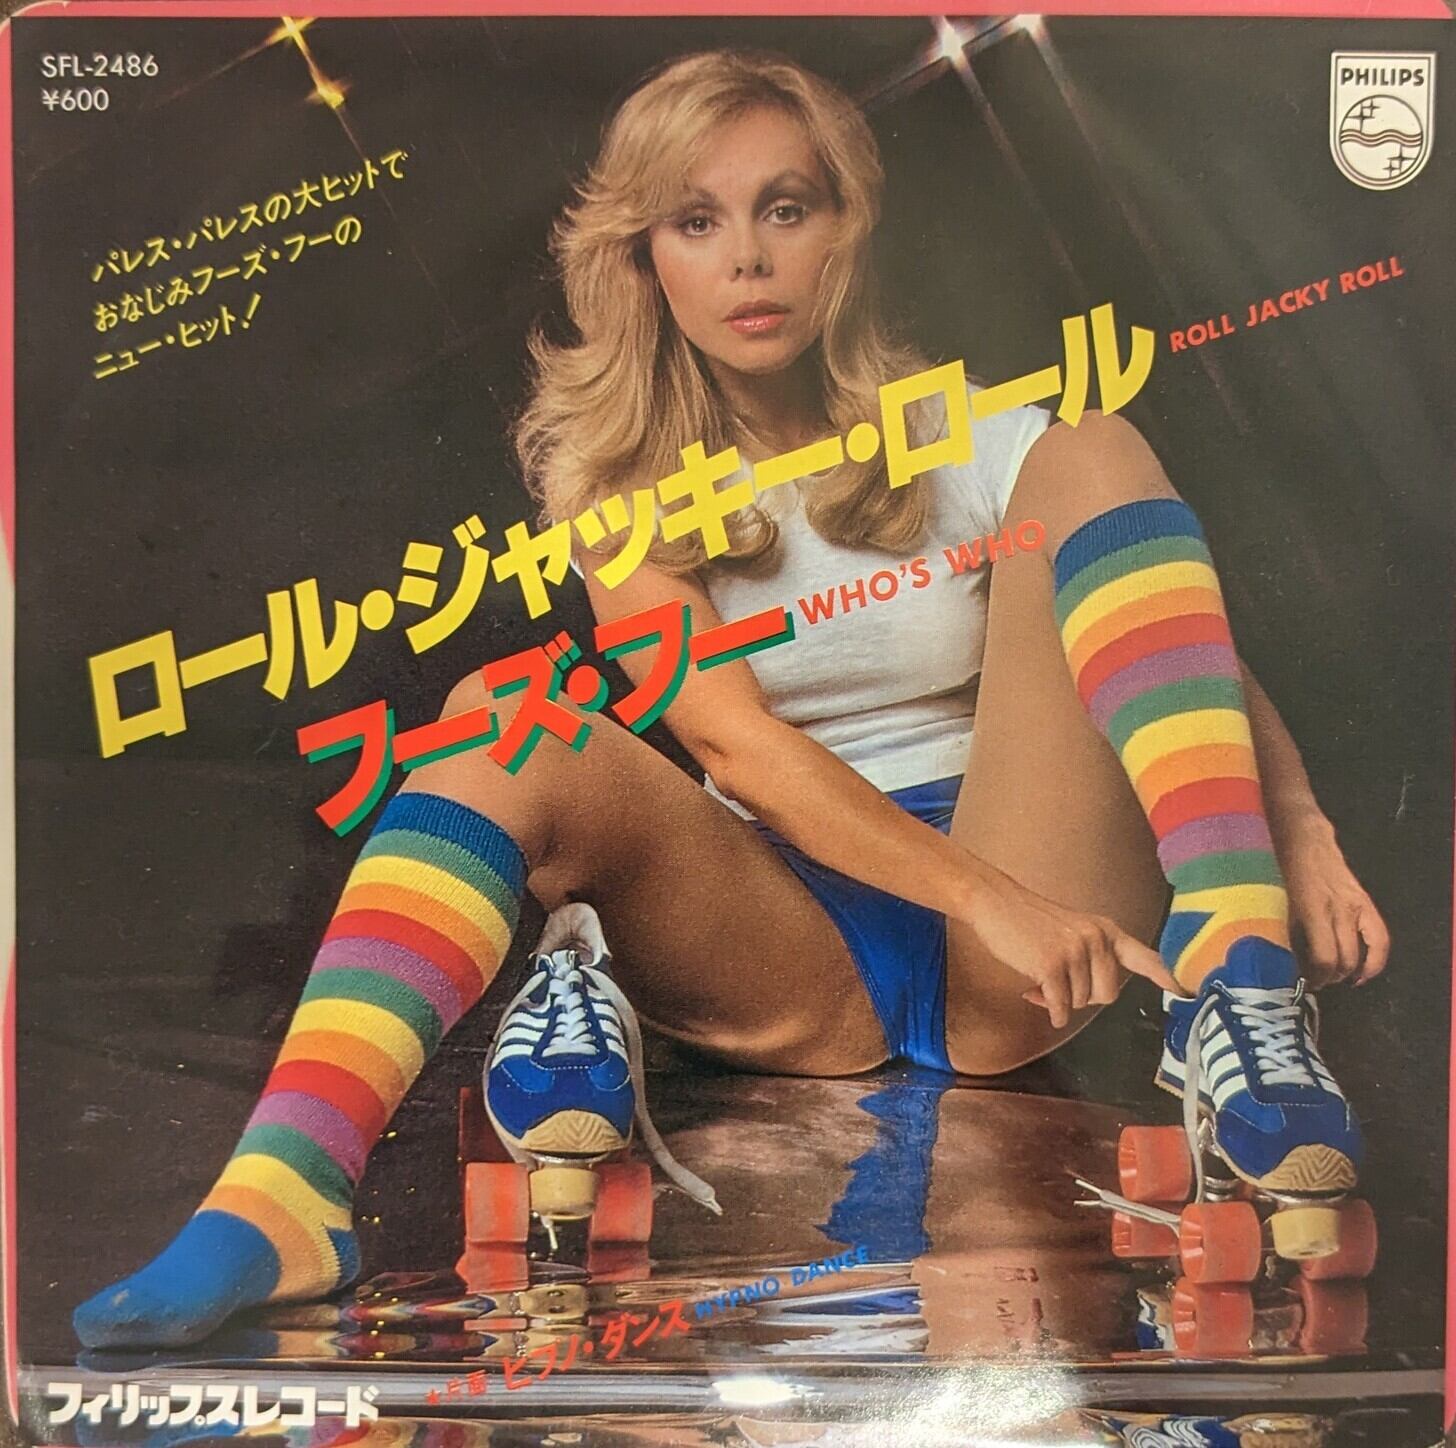 SFL-2486
¥600
PHILIPS
パレス・パレスの大ヒットで
おなじみフーズ・フーの
ニュー・ヒット!
ロール・ジャッキー・ロール ROLL JACKY ROLL
フーズ・フー WHO'S WHO
★片面 ヒプノ・ダンス HYPNO DANCE
フィリップスレコード